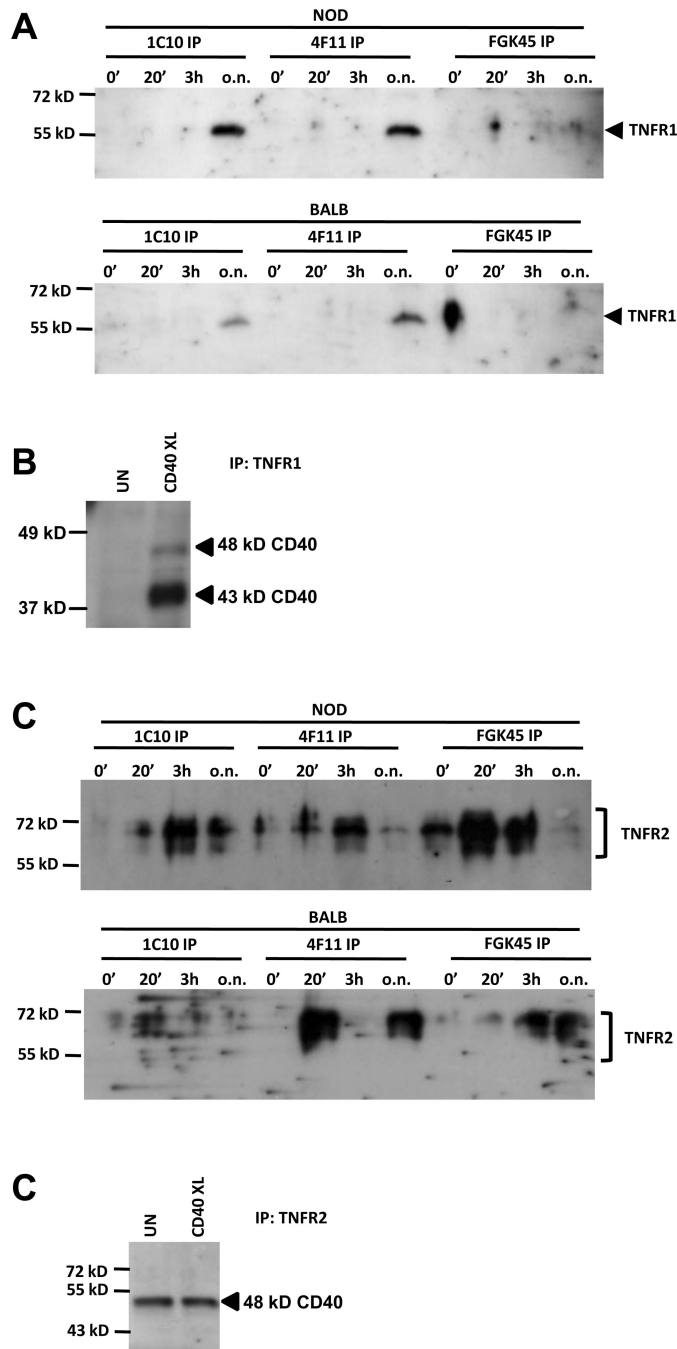 A
NOD
1C10 IP 4F11 IP FGK45 IP
0’ 20’ 3h o.n. 0’ 20’ 3h o.n. 0’ 20’ 3h o.n.
72 kD
55 kD
TNFR1
BALB
1C10 IP 4F11 IP FGK45 IP
0’ 20’ 3h o.n. 0’ 20’ 3h o.n. 0’ 20’ 3h o.n.
72 kD
55 kD
TNFR1
B
UN CD40 XL
IP: TNFR1
49 kD
48 kD CD40
43 kD CD40
37 kD
C
NOD
1C10 IP 4F11 IP FGK45 IP
0’ 20’ 3h o.n. 0’ 20’ 3h o.n. 0’ 20’ 3h o.n.
72 kD
TNFR2
55 kD
BALB
1C10 IP 4F11 IP FGK45 IP
0’ 20’ 3h o.n. 0’ 20’ 3h o.n. 0’ 20’ 3h o.n.
72 kD
TNFR2
55 kD
C
UN CD40 XL
IP: TNFR2
72 kD
55 kD
48 kD CD40
43 kD